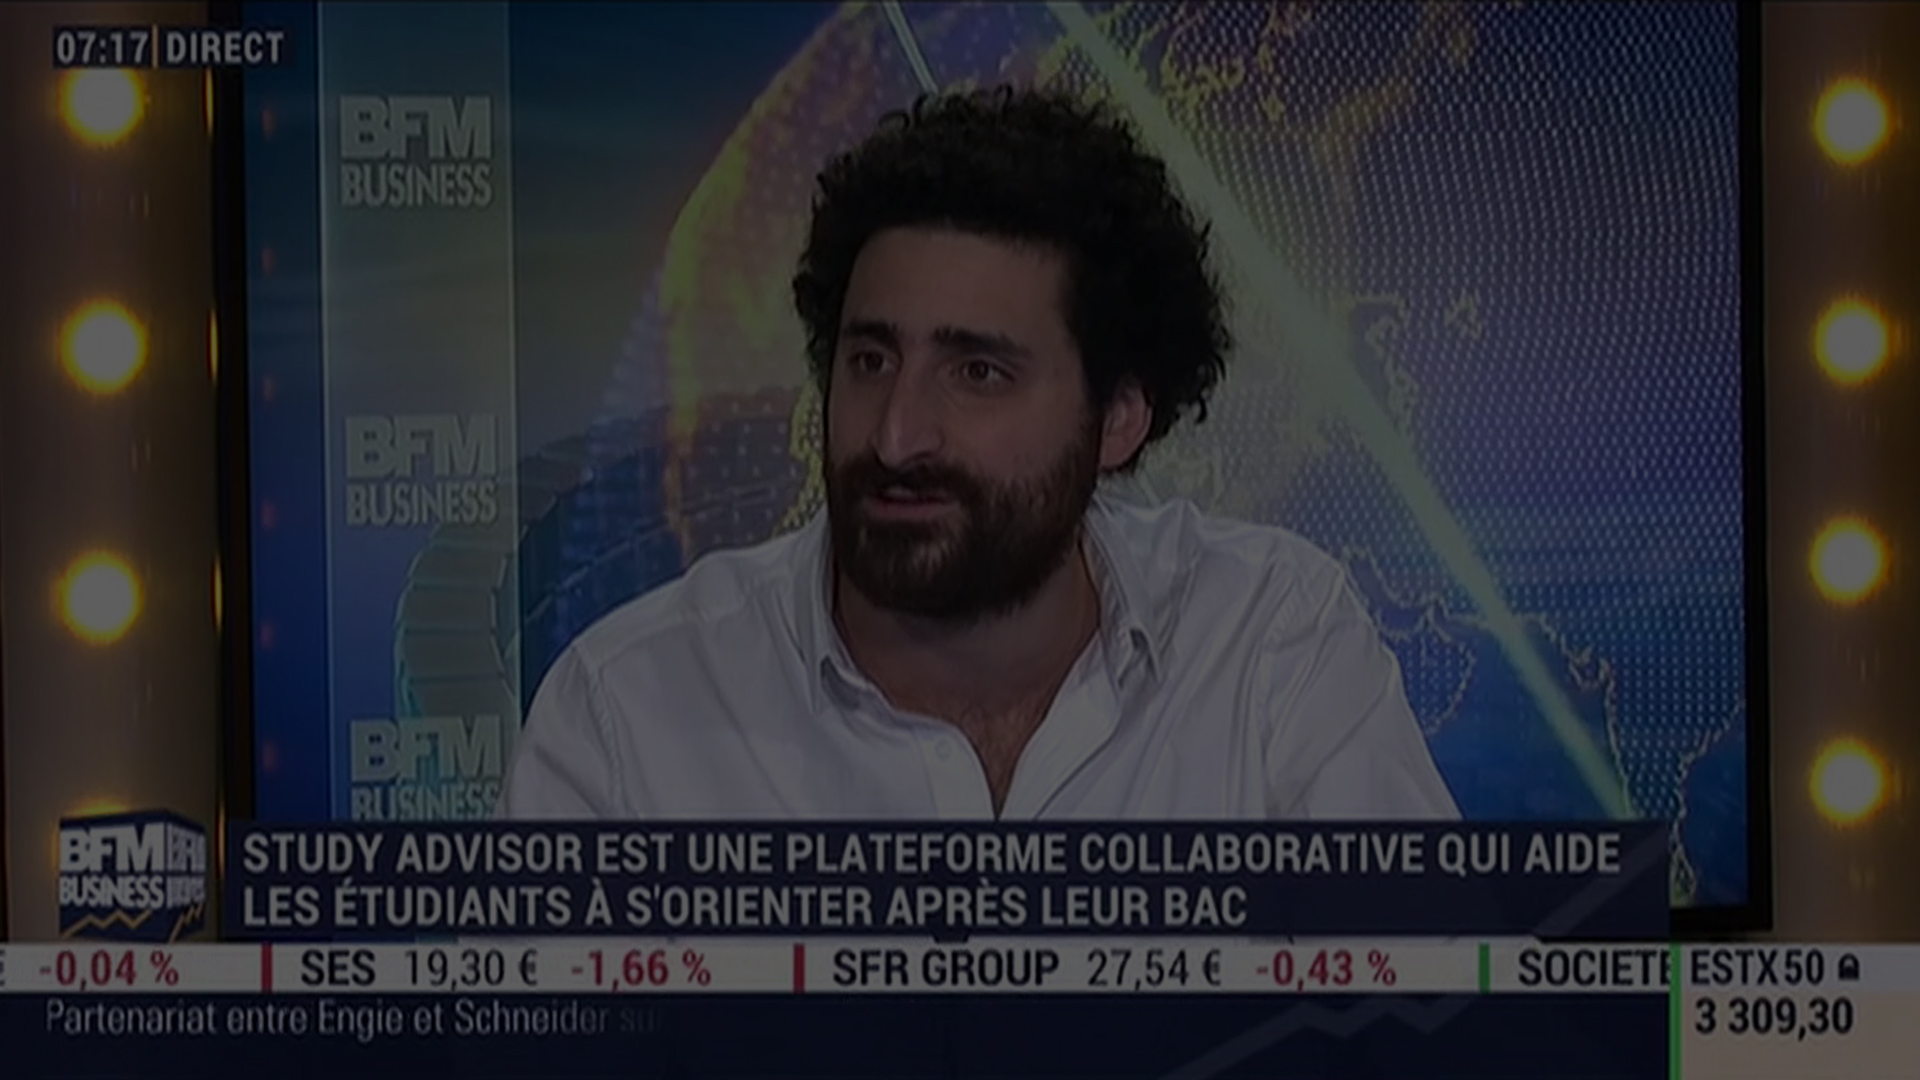 07:17 DIRECT
BFM
BUSINESS
BFM
BUSINESS
BFM
BUSINESS
BFM
BUSINESS
STUDY ADVISOR EST UNE PLATEFORME COLLABORATIVE QUI AIDE
LES ÉTUDIANTS À S'ORIENTER APRÈS LEUR BAC
-0,04 % SES 19,30 € -1,66 % SFR GROUP 27,54 € -0,43 % SOCIETE
ESTX50
3 309,30
Partenariat entre Engie et Schneider su